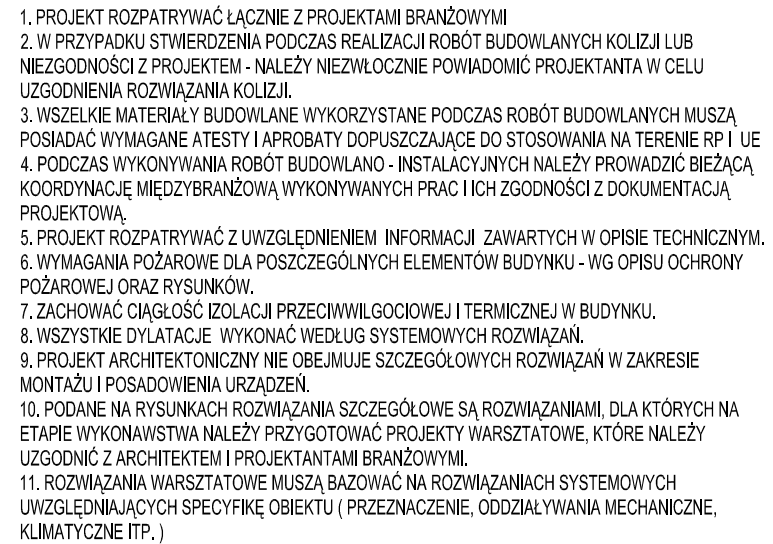 1. PROJEKT ROZPATRYWAĆ ŁĄCZNIE Z PROJEKTAMI BRANŻOWYMI
2. W PRZYPADKU STWIERDZENIA PODCZAS REALIZACJI ROBÓT BUDOWLANYCH KOLIZJI LUB
NIEZGODNOŚCI Z PROJEKTEM - NALEŻY NIEZWŁOCZNIE POWIADOMIĆ PROJEKTANTA W CELU
UZGODNIENIA ROZWIĄZANIA KOLIZJI.
3. WSZELKIE MATERIAŁY BUDOWLANE WYKORZYSTANE PODCZAS ROBÓT BUDOWLANYCH MUSZĄ
POSIADAĆ WYMAGANE ATESTY I APROBATY DOPUSZCZAJĄCE DO STOSOWANIA NA TERENIE RP I UE
4. PODCZAS WYKONYWANIA ROBÓT BUDOWLANO - INSTALACYJNYCH NALEŻY PROWADZIĆ BIEŻĄCĄ
KOORDYNACJĘ MIĘDZYBRANŻOWĄ WYKONYWANYCH PRAC I ICH ZGODNOŚCI Z DOKUMENTACJĄ
PROJEKTOWĄ.
5. PROJEKT ROZPATRYWAĆ Z UWZGLĘDNIENIEM INFORMACJI ZAWARTYCH W OPISIE TECHNICZNYM.
6. WYMAGANIA POŻAROWE DLA POSZCZEGÓLNYCH ELEMENTÓW BUDYNKU - WG OPISU OCHRONY
POŻAROWEJ ORAZ RYSUNKÓW.
7. ZACHOWAĆ CIĄGŁOŚĆ IZOLACJI PRZECIWWILGOCIOWEJ I TERMICZNEJ W BUDYNKU.
8. WSZYSTKIE DYLATACJE WYKONAĆ WEDŁUG SYSTEMOWYCH ROZWIĄZAŃ.
9. PROJEKT ARCHITEKTONICZNY NIE OBEJMUJE SZCZEGÓŁOWYCH ROZWIĄZAŃ W ZAKRESIE
MONTAŻU I POSADOWIENIA URZĄDZEŃ.
10. PODANE NA RYSUNKACH ROZWIĄZANIA SZCZEGÓŁOWE SĄ ROZWIĄZANIAMI, DLA KTÓRYCH NA
ETAPIE WYKONAWSTWA NALEŻY PRZYGOTOWAĆ PROJEKTY WARSZTATOWE, KTÓRE NALEŻY
UZGODNIĆ Z ARCHITEKTEM I PROJEKTANTAMI BRANŻOWYMI.
11. ROZWIĄZANIA WARSZTATOWE MUSZĄ BAZOWAĆ NA ROZWIĄZANIACH SYSTEMOWYCH
UWZGLĘDNIAJĄCYCH SPECYFIKĘ OBIEKTU ( PRZEZNACZENIE, ODDZIAŁYWANIA MECHANICZNE,
KLIMATYCZNE ITP. )